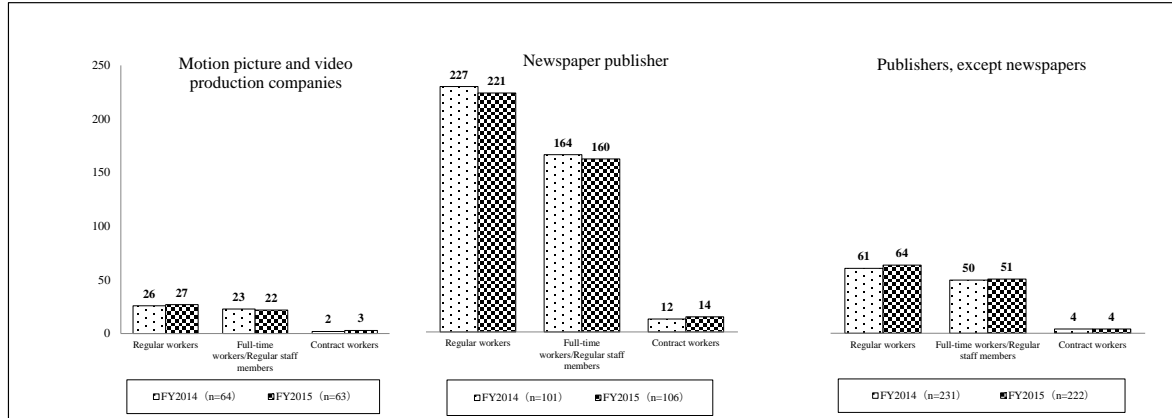 Motion picture and video
production companies
250
200
150
100
50
0
26
27
23
22
2
3
Regular workers
Full-time
workers/Regular staff
members
Contract workers
FY2014 (n=64) FY2015 (n=63)
Newspaper publisher
227
221
164
160
12
14
Regular workers
Full-time
workers/Regular staff
members
Contract workers
FY2014 (n=101) FY2015 (n=106)
Publishers, except newspapers
61
64
50
51
4
4
Regular workers
Full-time workers/Regular
staff members
Contract workers
FY2014 (n=231) FY2015 (n=222)